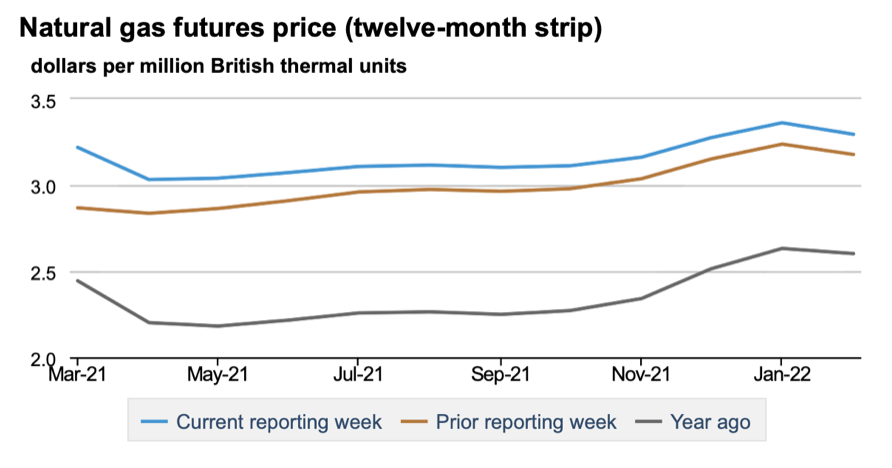 Natural gas futures price (twelve-month strip)
dollars per million British thermal units
3.5
3.0
2.5
2.0
Mar-21 May-21 Jul-21 Sep-21 Nov-21 Jan-22
Current reporting week Prior reporting week Year ago